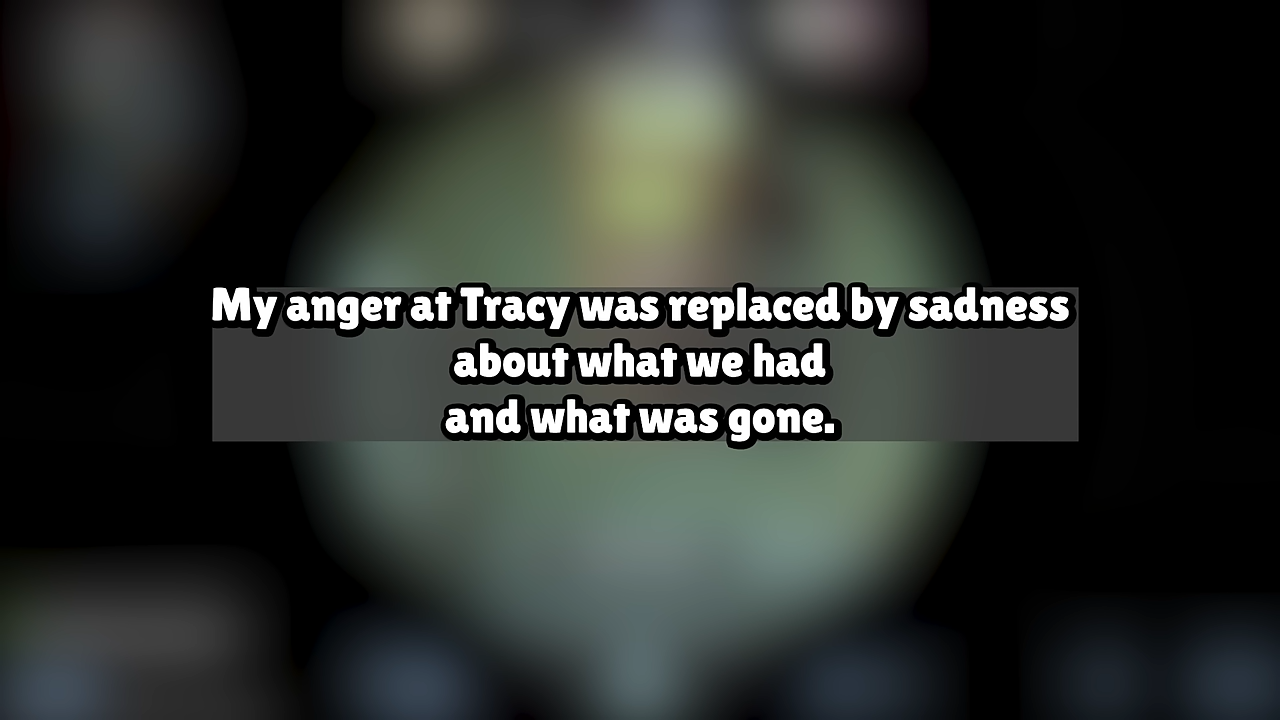 My anger at Tracy was replaced by sadness
about what we had
and what was gone.